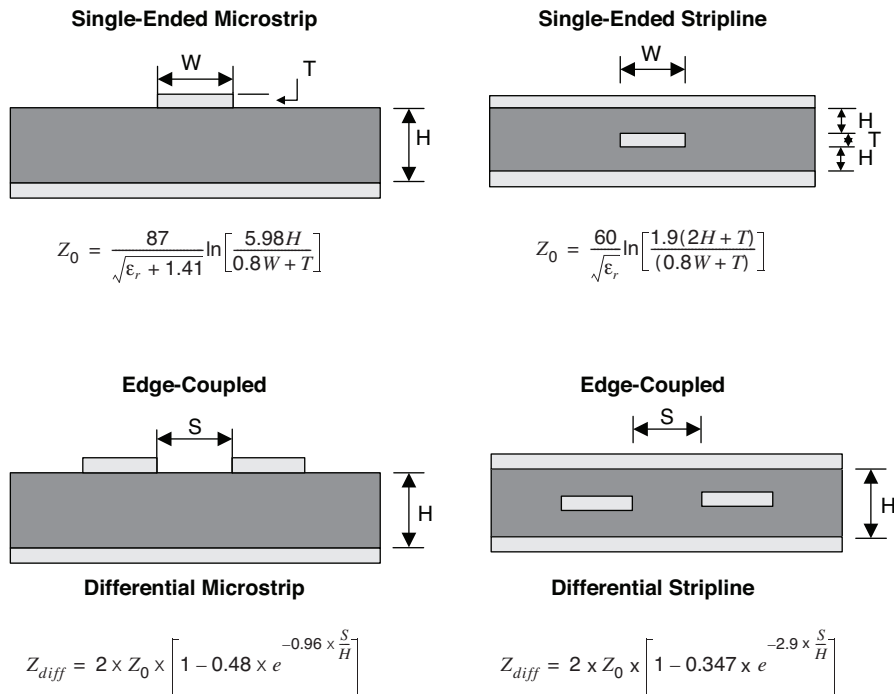 Single-Ended Microstrip
W
T
H
Z₀ = 87 / √(εᵣ + 1.41) ln[5.98H / (0.8W + T)]
Single-Ended Stripline
W
H
T
H
Z₀ = 60 / √εᵣ ln[1.9(2H + T) / (0.8W + T)]
Edge-Coupled
S
H
Differential Microstrip
Z_diff = 2 x Z₀ x [1 – 0.48 x e^(–0.96 x S/H)]
Edge-Coupled
S
H
Differential Stripline
Z_diff = 2 x Z₀ x [1 – 0.347 x e^(–2.9 x S/H)]